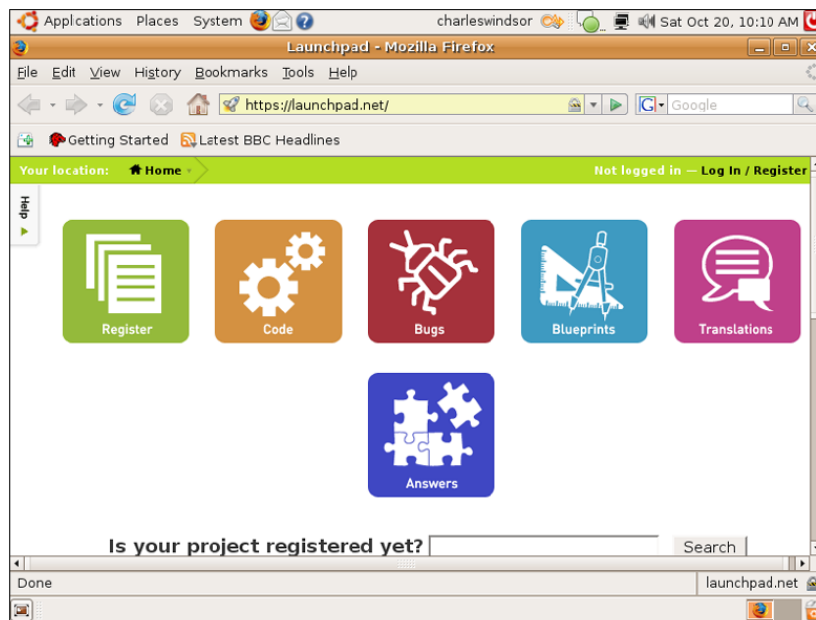 Applications Places System charleswindsor Sat Oct 20, 10:10 AM
Launchpad - Mozilla Firefox
File Edit View History Bookmarks Tools Help
https://launchpad.net/ G Google
Getting Started Latest BBC Headlines
Your location: Home Not logged in — Log In / Register
Help
Register Code Bugs Blueprints Translations
Answers
Is your project registered yet? Search
Done launchpad.net